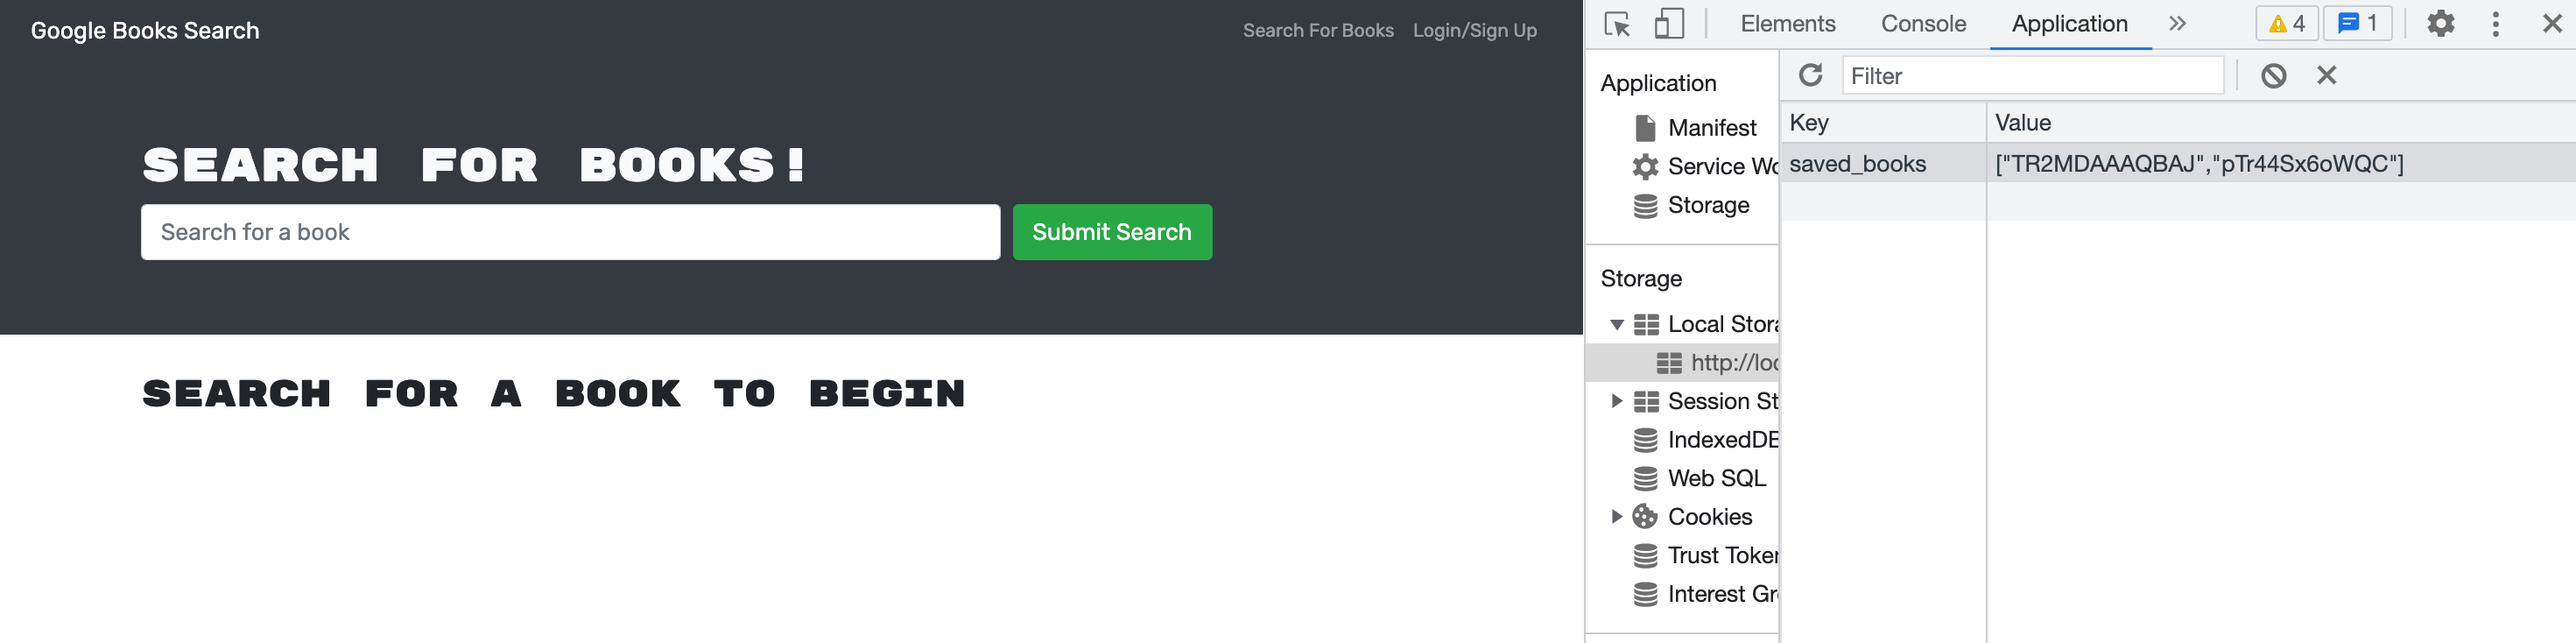 Google Books Search
Search For Books Login/Sign Up
SEARCH FOR BOOKS!
Search for a book
Submit Search
SEARCH FOR A BOOK TO BEGIN
Elements Console Application 4 1
Filter
Application
Manifest
Service Wo
Storage
Storage
Local Stora
http://loc
Session St
IndexedDB
Web SQL
Cookies
Trust Token
Interest Gr
Key Value
saved_books ["TR2MDAAAQBAJ","pTr44Sx6oWQC"]